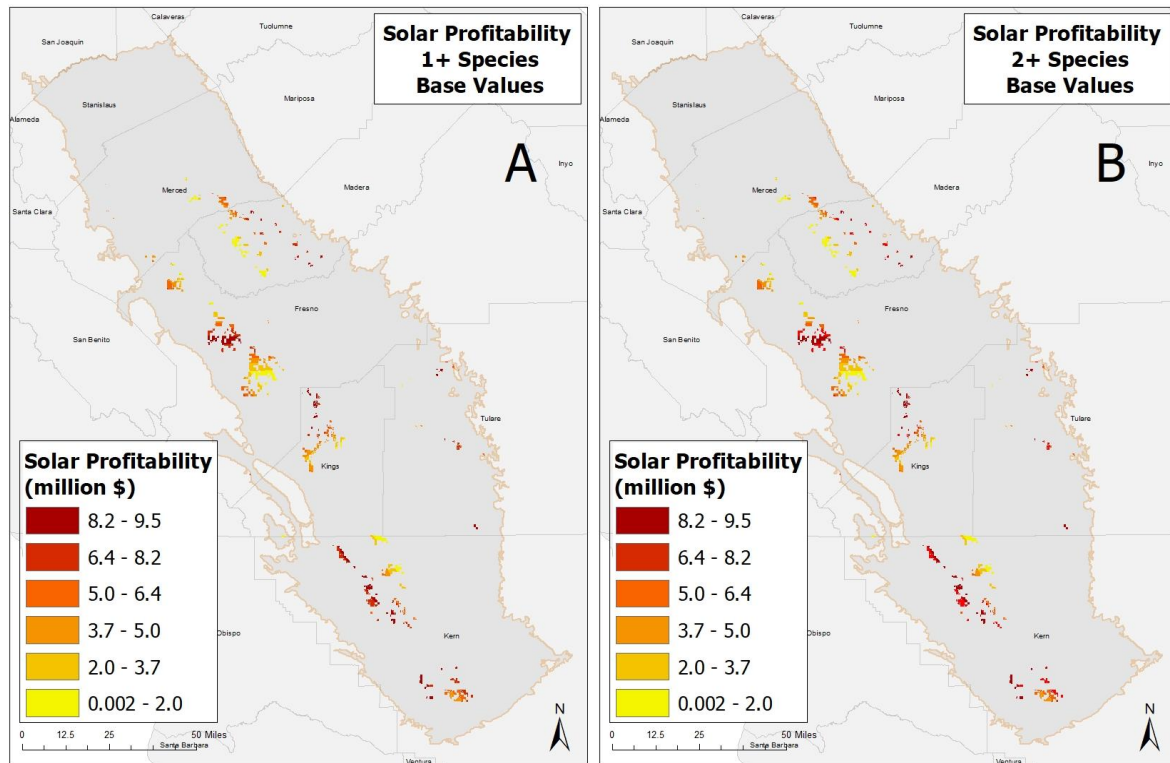 Calaveras
Tuolumne
San Joaquin
Solar Profitability
1+ Species
Base Values
Stanislaus
Mariposa
Alameda
A
Inyo
Merced
Madera
Santa Clara
Fresno
San Benito
Tulare
Solar Profitability
(million $)
Kings
8.2 - 9.5
6.4 - 8.2
5.0 - 6.4
3.7 - 5.0
Obispo
Kern
2.0 - 3.7
0.002 - 2.0
N
0 12.5 25 50 Miles
Santa Barbara
Ventura
Calaveras
Tuolumne
San Joaquin
Solar Profitability
2+ Species
Base Values
Stanislaus
Mariposa
Alameda
B
Inyo
Merced
Madera
Santa Clara
Fresno
San Benito
Tulare
Solar Profitability
(million $)
Kings
8.2 - 9.5
6.4 - 8.2
5.0 - 6.4
3.7 - 5.0
Obispo
Kern
2.0 - 3.7
0.002 - 2.0
N
0 12.5 25 50 Miles
Santa Barbara
Ventura